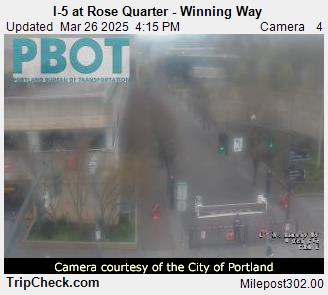 I-5 at Rose Quarter - Winning Way
Updated Mar 26 2025 4:15 PM Camera 4
PBOT
PORTLAND BUREAU OF TRANSPORTATION
Camera courtesy of the City of Portland
TripCheck.com Milepost302.00